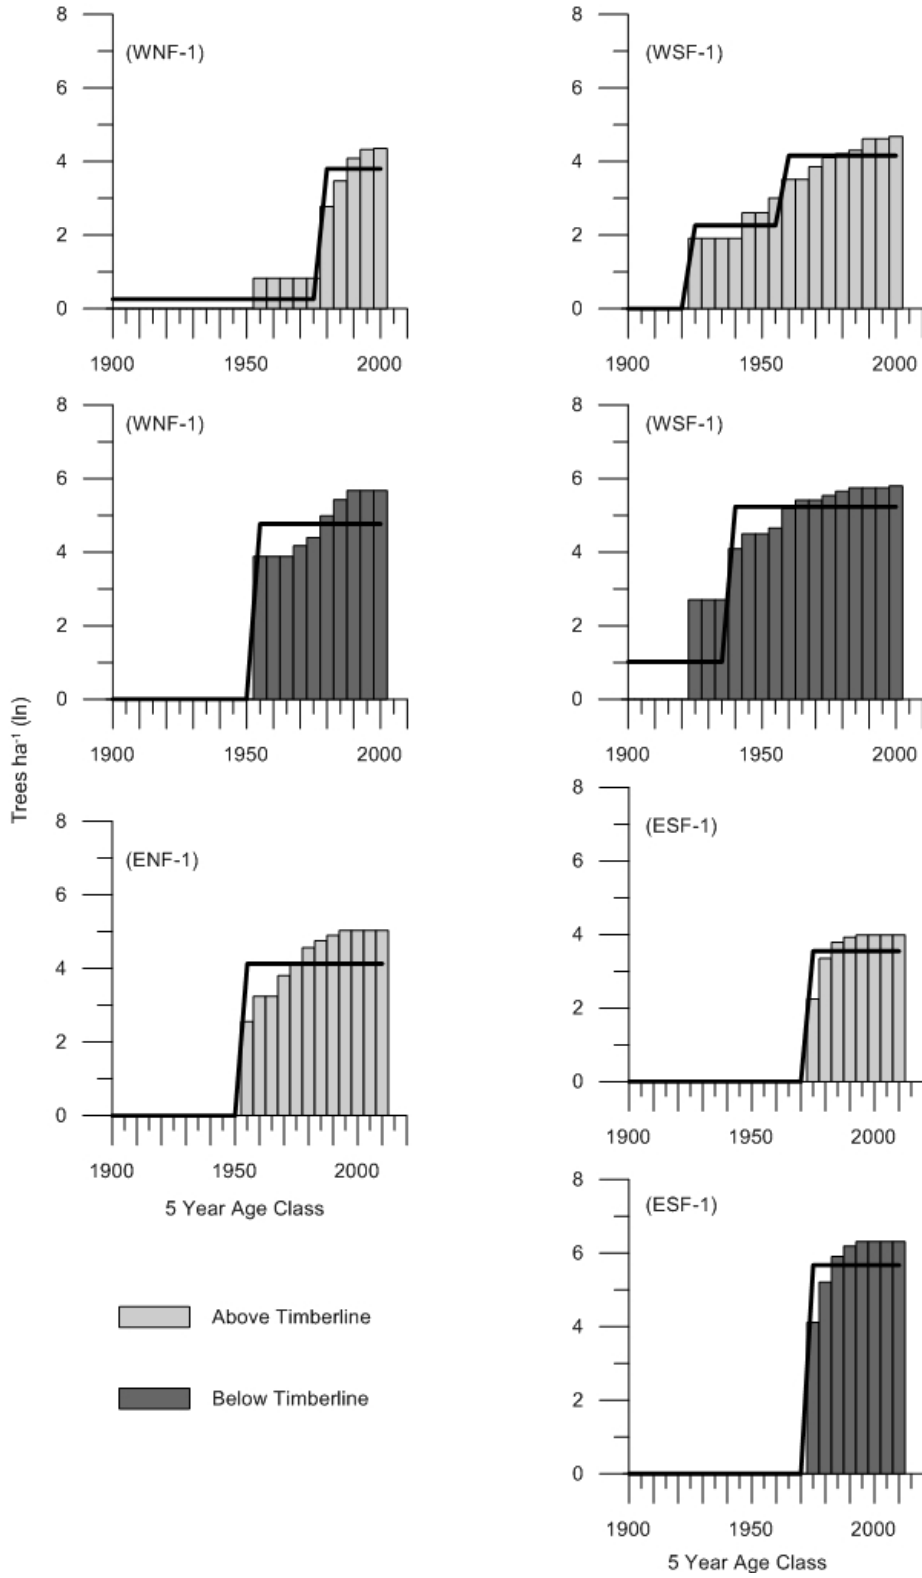 8
(WNF-1)
6
4
2
0
1900 1950 2000
8
(WSF-1)
6
4
2
0
1900 1950 2000
8
(WNF-1)
6
4
2
0
1900 1950 2000
8
(WSF-1)
6
4
2
0
1900 1950 2000
Trees ha⁻¹ (ln)
8
(ENF-1)
6
4
2
0
1900 1950 2000
5 Year Age Class
8
(ESF-1)
6
4
2
0
1900 1950 2000
8
(ESF-1)
6
4
2
0
1900 1950 2000
5 Year Age Class
Above Timberline
Below Timberline